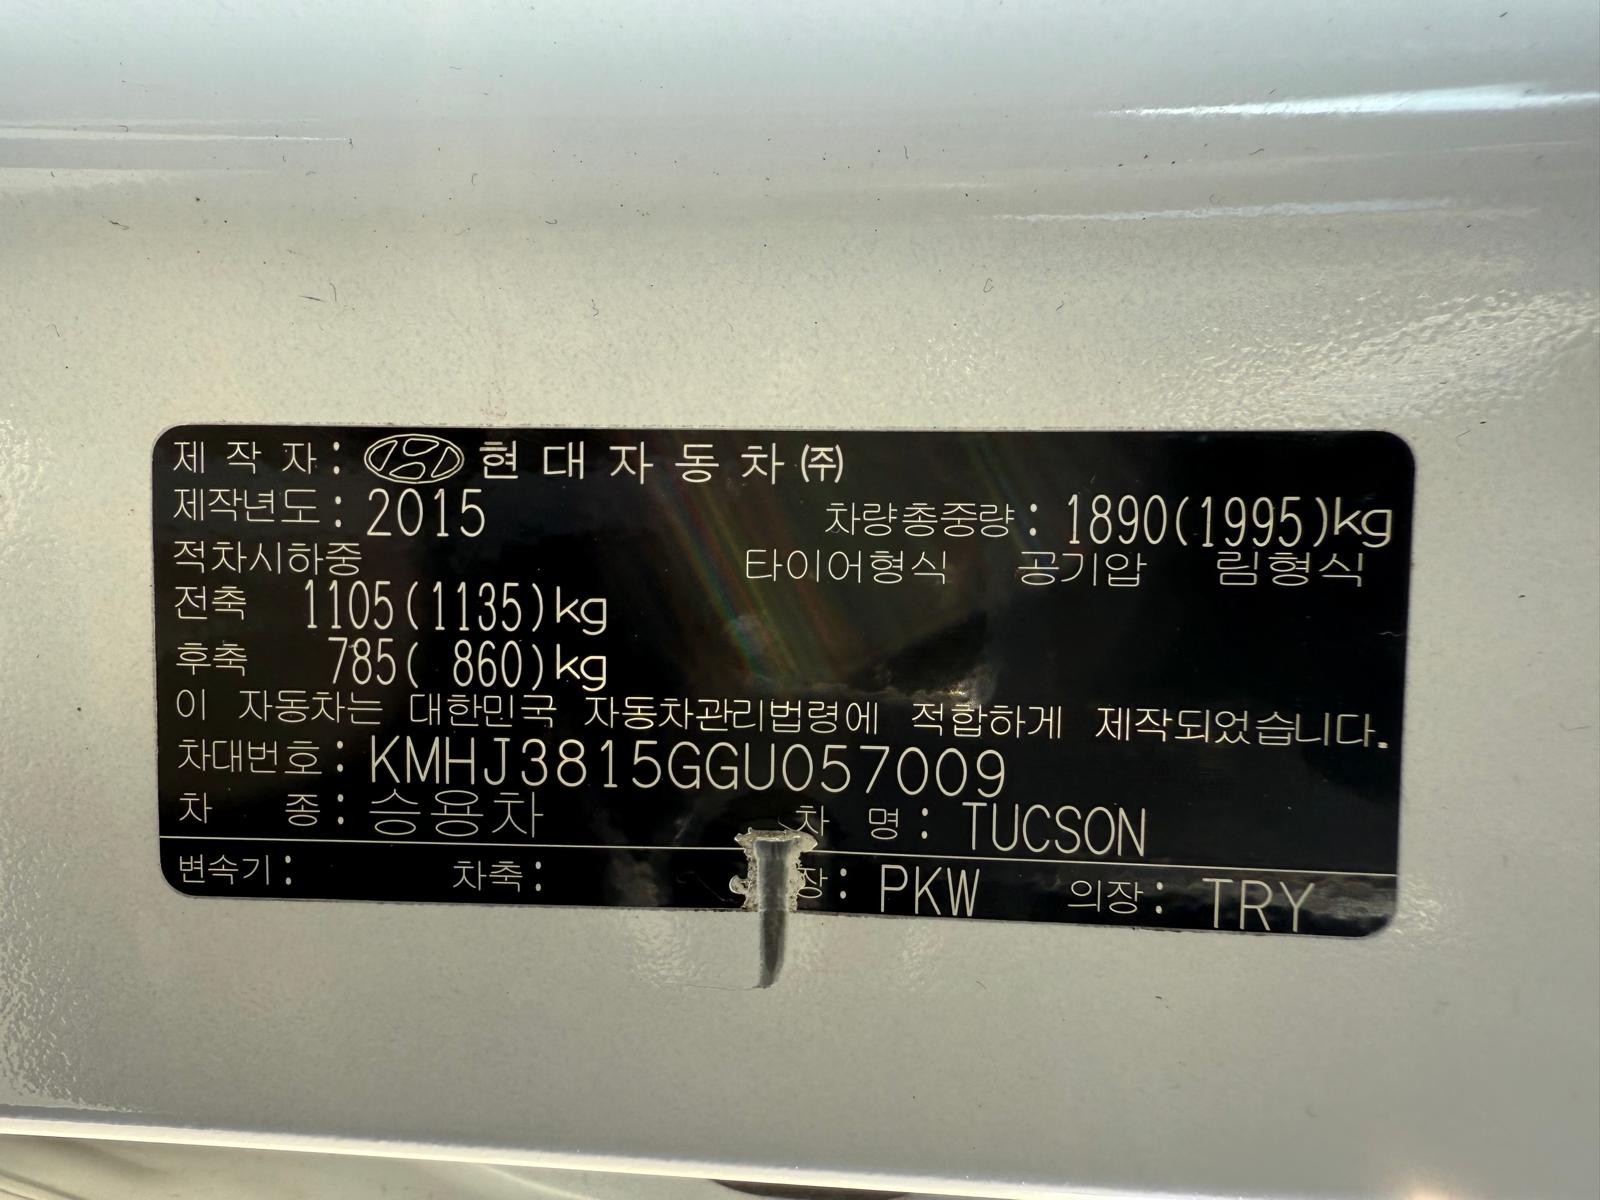 제 작 자 : 현 대 자 동 차 ㈜
제작년도 : 2015 차량총중량 : 1890(1995)kg
적차시하중 타이어형식 공기압 림형식
전축 1105(1135)kg
후축 785( 860)kg
이 자동차는 대한민국 자동차관리법령에 적합하게 제작되었습니다.
차대번호 : KMHJ3815GGU057009
차 종 : 승용차 차 명 : TUCSON
변속기 : 차축 : 장 : PKW 의장 : TRY